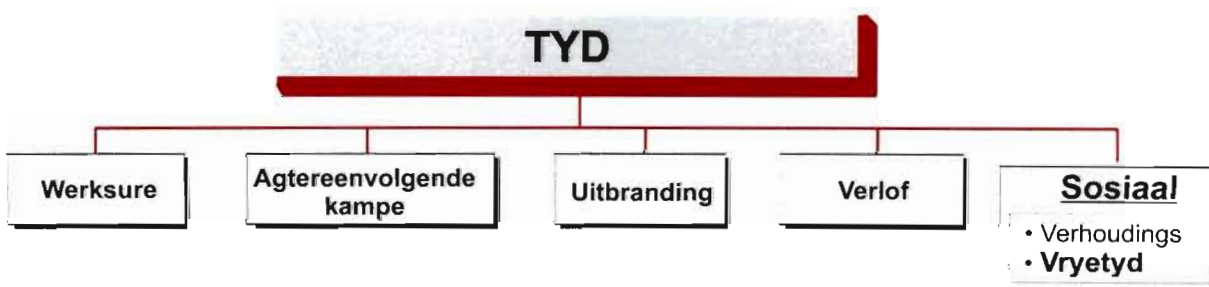 TYD
Werksure
Agtereenvolgende
kampe
Uitbranding
Verlof
Sosiaal
• Verhoudings
• Vryetyd